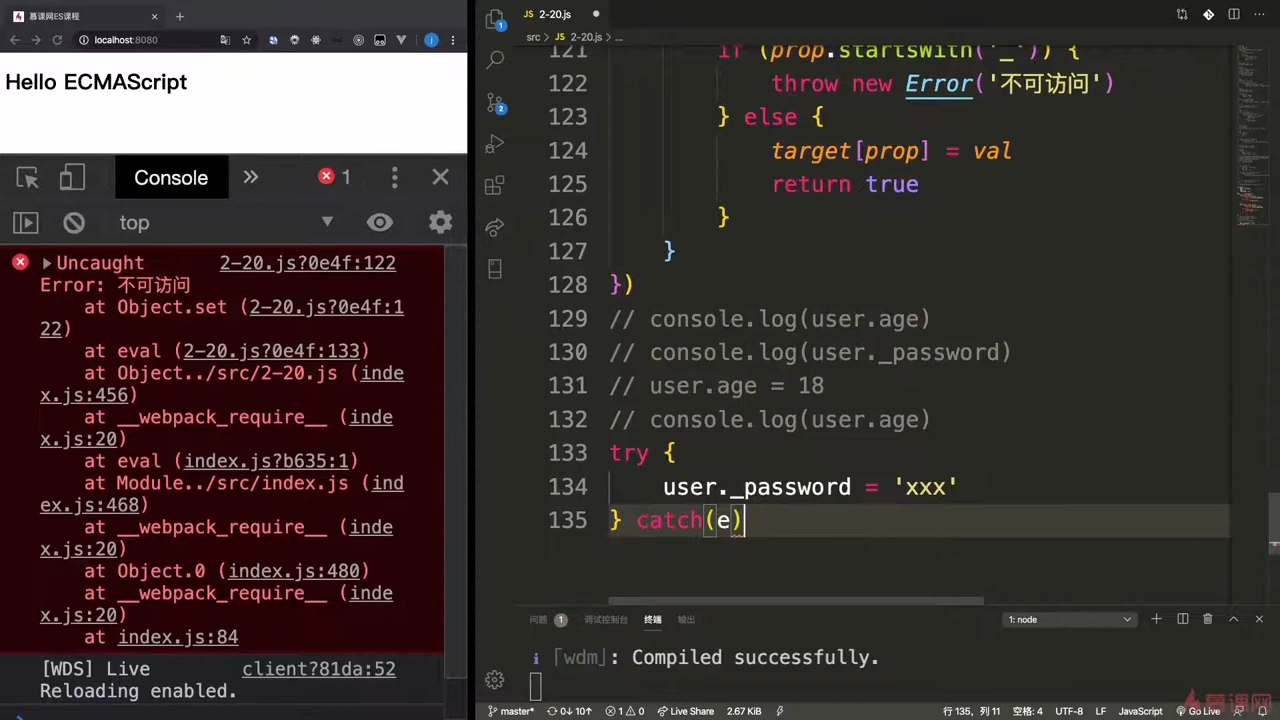 慕课网ES课程
localhost:8080
Hello ECMAScript
Console
1
top
Uncaught 2-20.js?0e4f:122
Error: 不可访问
at Object.set (2-20.js?0e4f:1
22)
at eval (2-20.js?0e4f:133)
at Object../src/2-20.js (inde
x.js:456)
at __webpack_require__ (inde
x.js:20)
at eval (index.js?b635:1)
at Module../src/index.js (ind
ex.js:468)
at __webpack_require__ (inde
x.js:20)
at Object.0 (index.js:480)
at __webpack_require__ (inde
x.js:20)
at index.js:84
[WDS] Live client?81da:52
Reloading enabled.
JS 2-20.js
src > JS 2-20.js > ...
121 if (prop.startsWith('_')) {
122 throw new Error('不可访问')
123 } else {
124 target[prop] = val
125 return true
126 }
127 }
128 })
129 // console.log(user.age)
130 // console.log(user._password)
131 // user.age = 18
132 // console.log(user.age)
133 try {
134 user._password = 'xxx'
135 } catch(e)
问题 1 调试控制台 终端 输出 1: node
i ｢wdm｣: Compiled successfully.
master* 0↓ 10↑ 1 0 Live Share 2.67 KiB 行 135, 列 11 空格: 4 UTF-8 LF JavaScript Go Live
慕课网